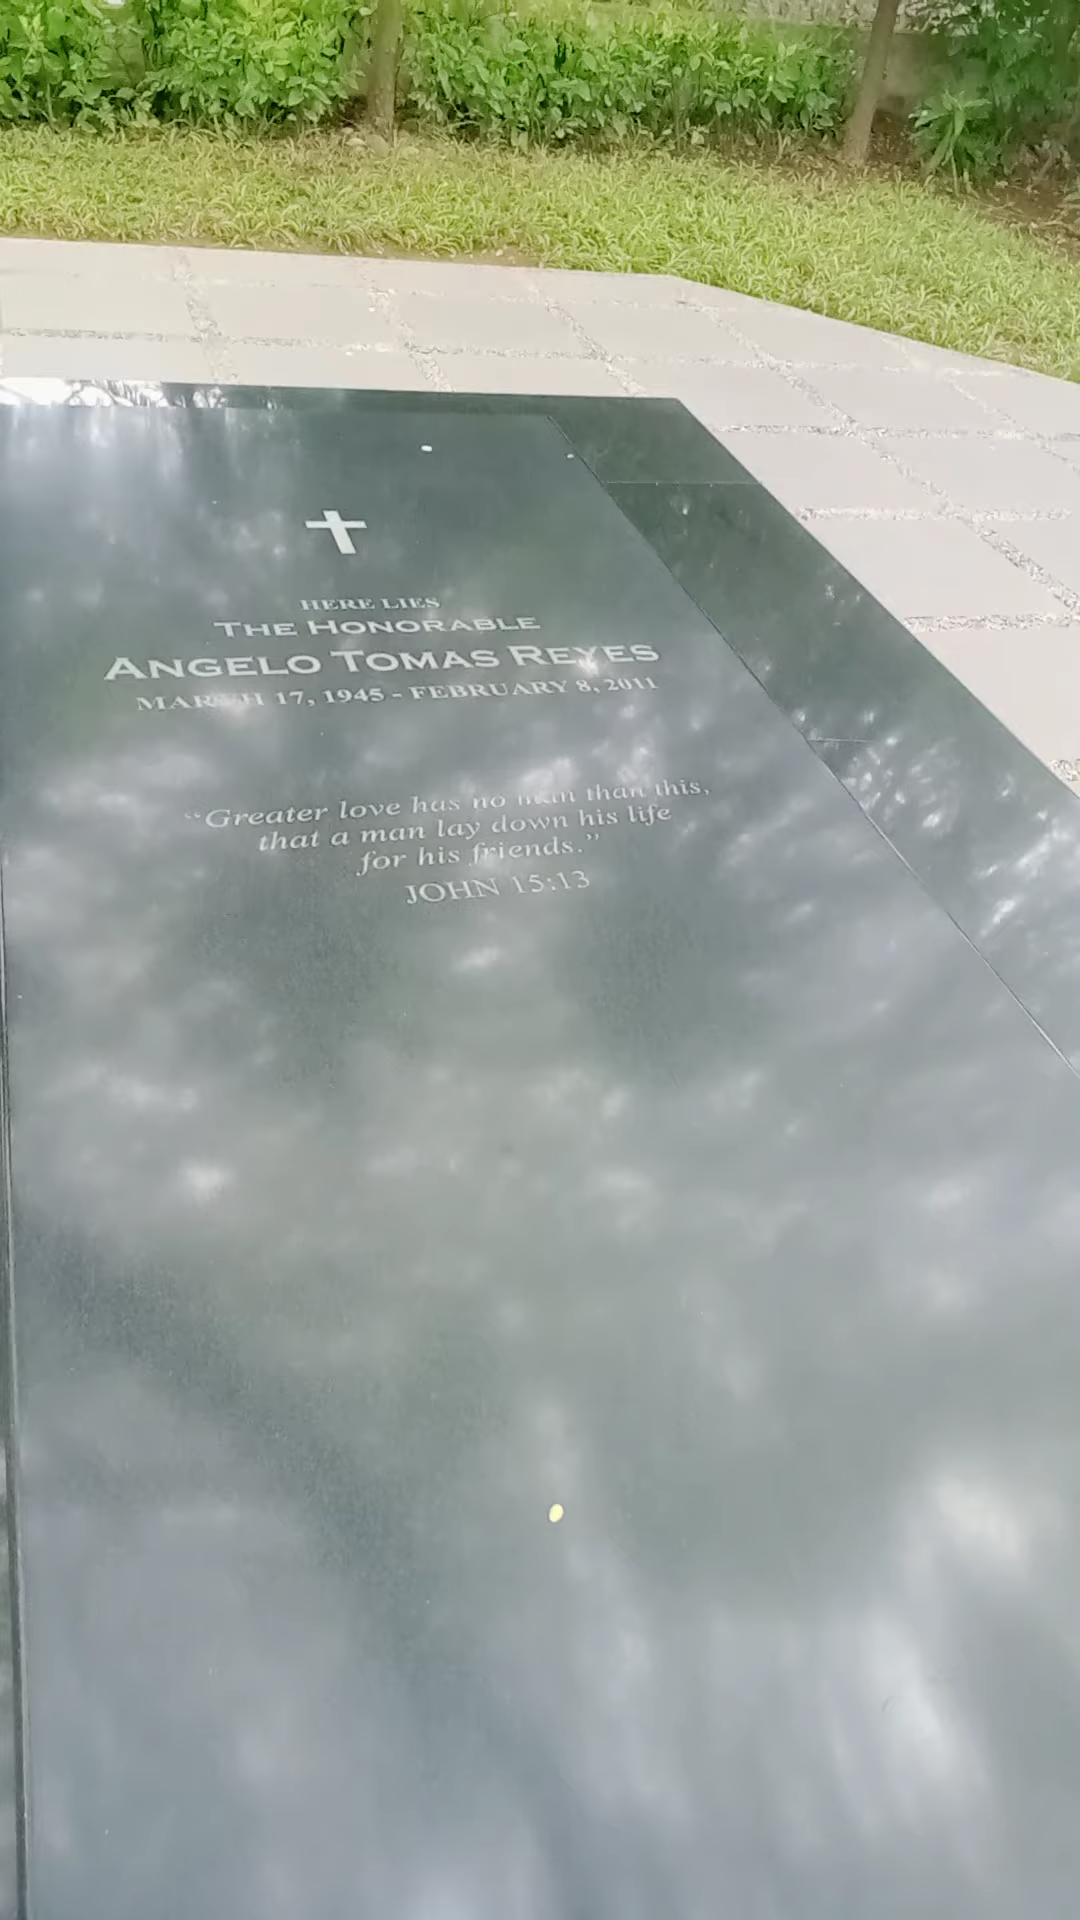 HERE LIES
THE HONORABLE
ANGELO TOMAS REYES
MARCH 17, 1945 - FEBRUARY 8, 2011
“Greater love has no man than this,
that a man lay down his life
for his friends.”
JOHN 15:13